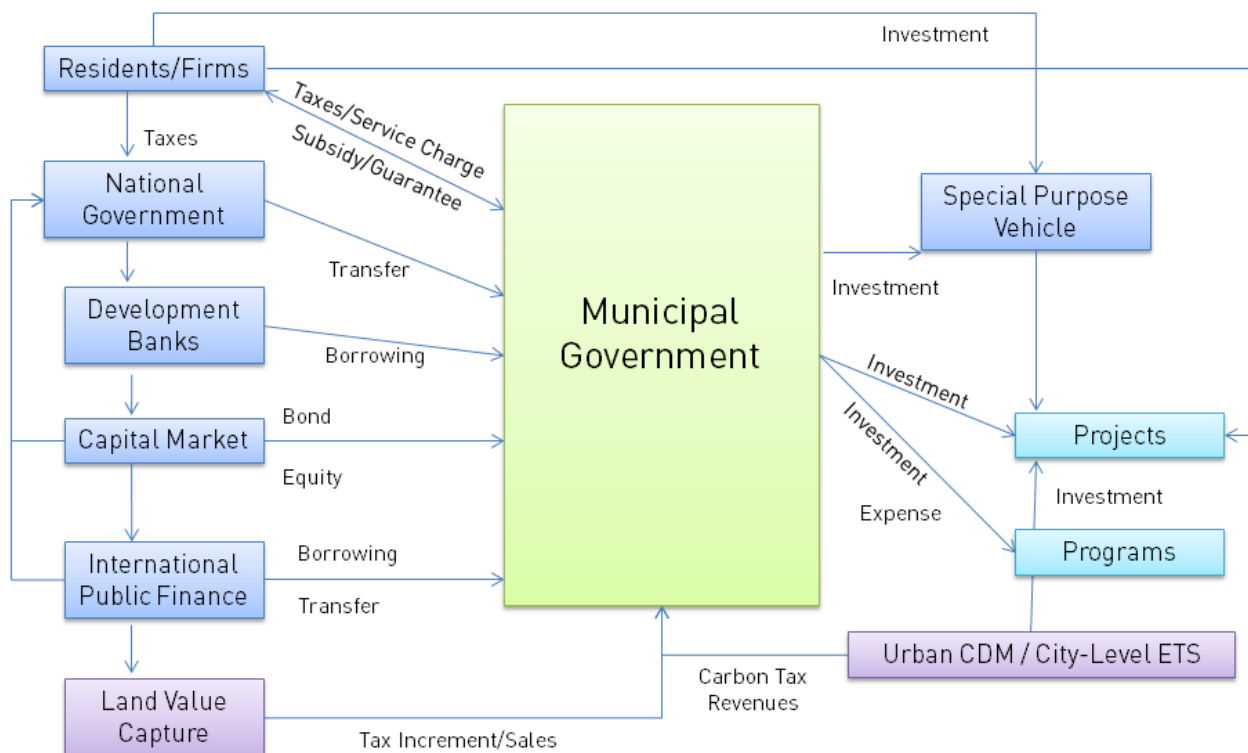 Investment
Residents/Firms
Taxes/Service Charge
Subsidy/Guarantee
Taxes
National
Government
Special Purpose
Vehicle
Transfer
Investment
Development
Banks
Municipal
Government
Borrowing
Investment
Investment
Expense
Bond
Capital Market
Equity
Projects
Investment
Borrowing
International
Public Finance
Transfer
Programs
Urban CDM / City-Level ETS
Carbon Tax
Revenues
Land Value
Capture
Tax Increment/Sales